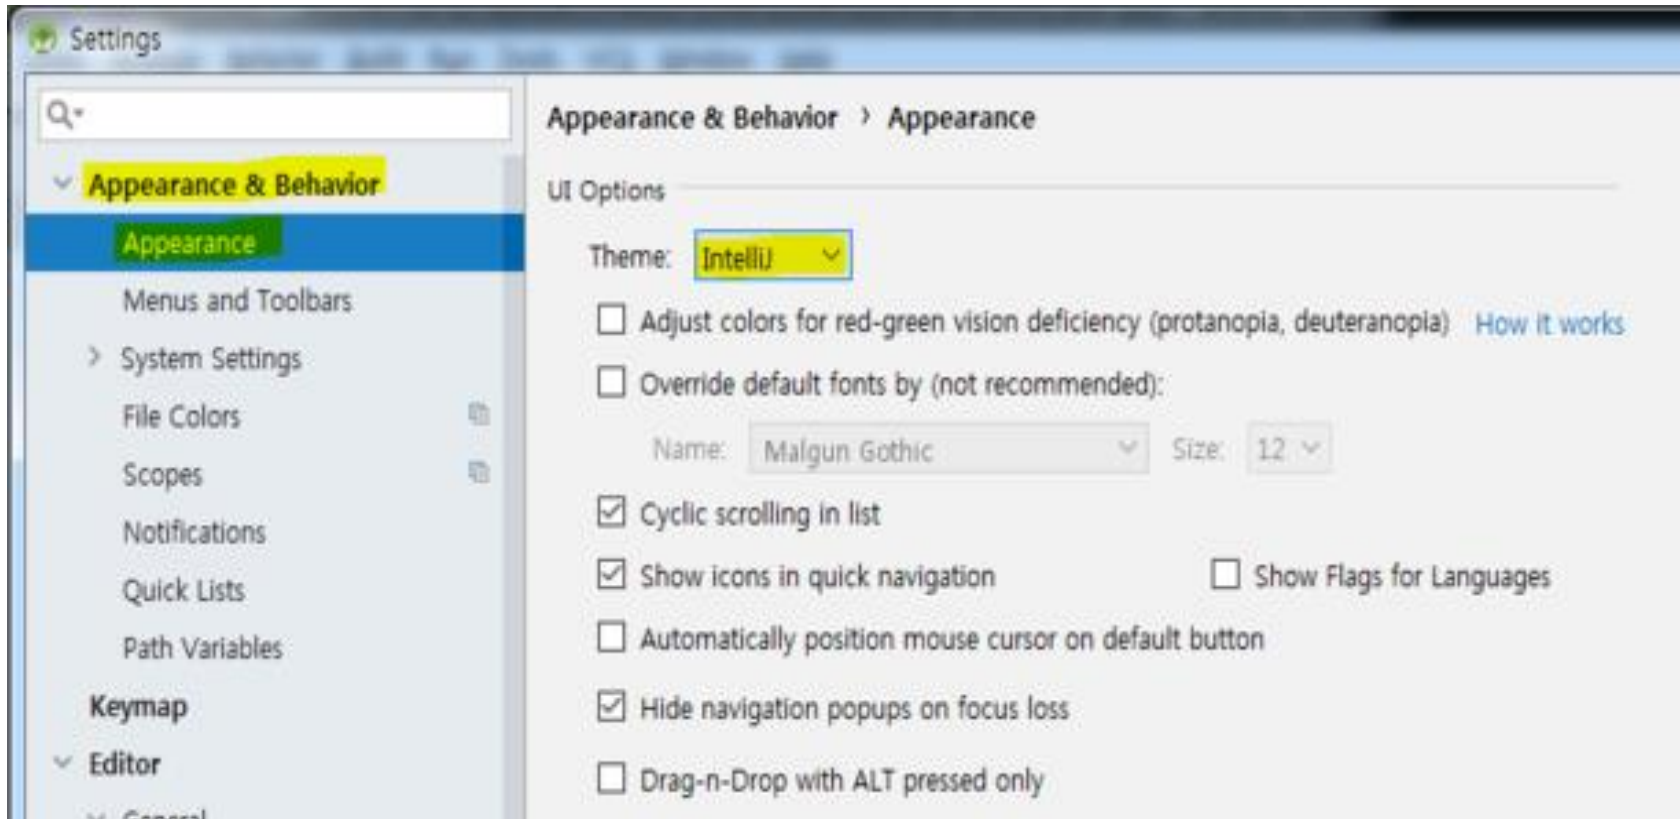 Settings
Appearance & Behavior › Appearance
Appearance & Behavior
Appearance
Menus and Toolbars
System Settings
File Colors
Scopes
Notifications
Quick Lists
Path Variables
Keymap
Editor
General
UI Options
Theme: IntelliJ
Adjust colors for red-green vision deficiency (protanopia, deuteranopia) How it works
Override default fonts by (not recommended):
Name: Malgun Gothic Size: 12
Cyclic scrolling in list
Show icons in quick navigation Show Flags for Languages
Automatically position mouse cursor on default button
Hide navigation popups on focus loss
Drag-n-Drop with ALT pressed only